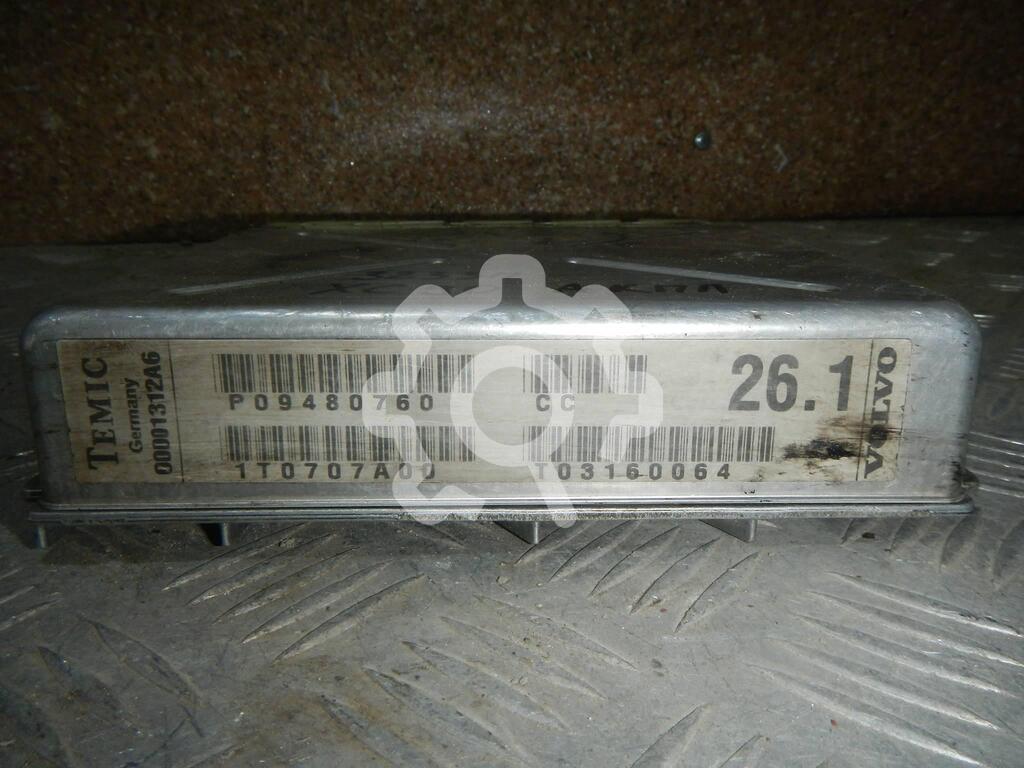 TEMIC
Germany
00001312A6
P09480760
CC
26.1
VOLVO
1T0707A00
T03160064